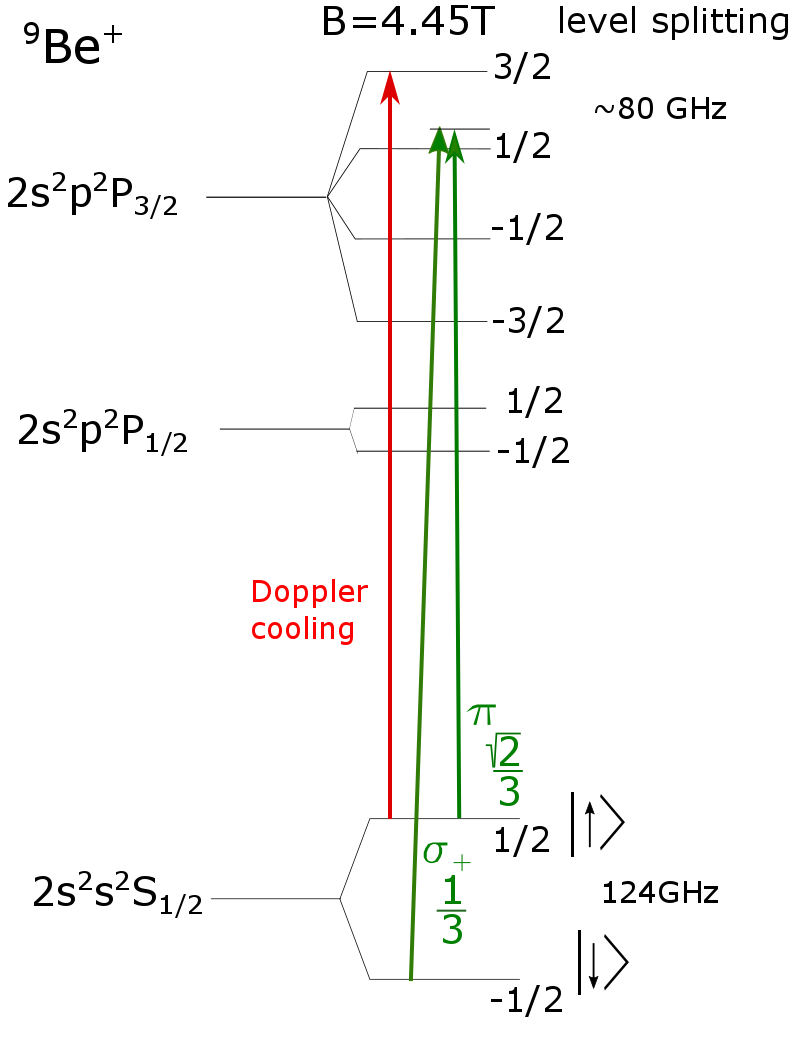 ⁹Be⁺
B=4.45T
level splitting
3/2
~80 GHz
1/2
2s²p²P₃/₂
-1/2
-3/2
1/2
2s²p²P₁/₂
-1/2
Doppler
cooling
π
√2/3
1/2
|↑⟩
σ₊
1/3
2s²s²S₁/₂
124GHz
|↓⟩
-1/2